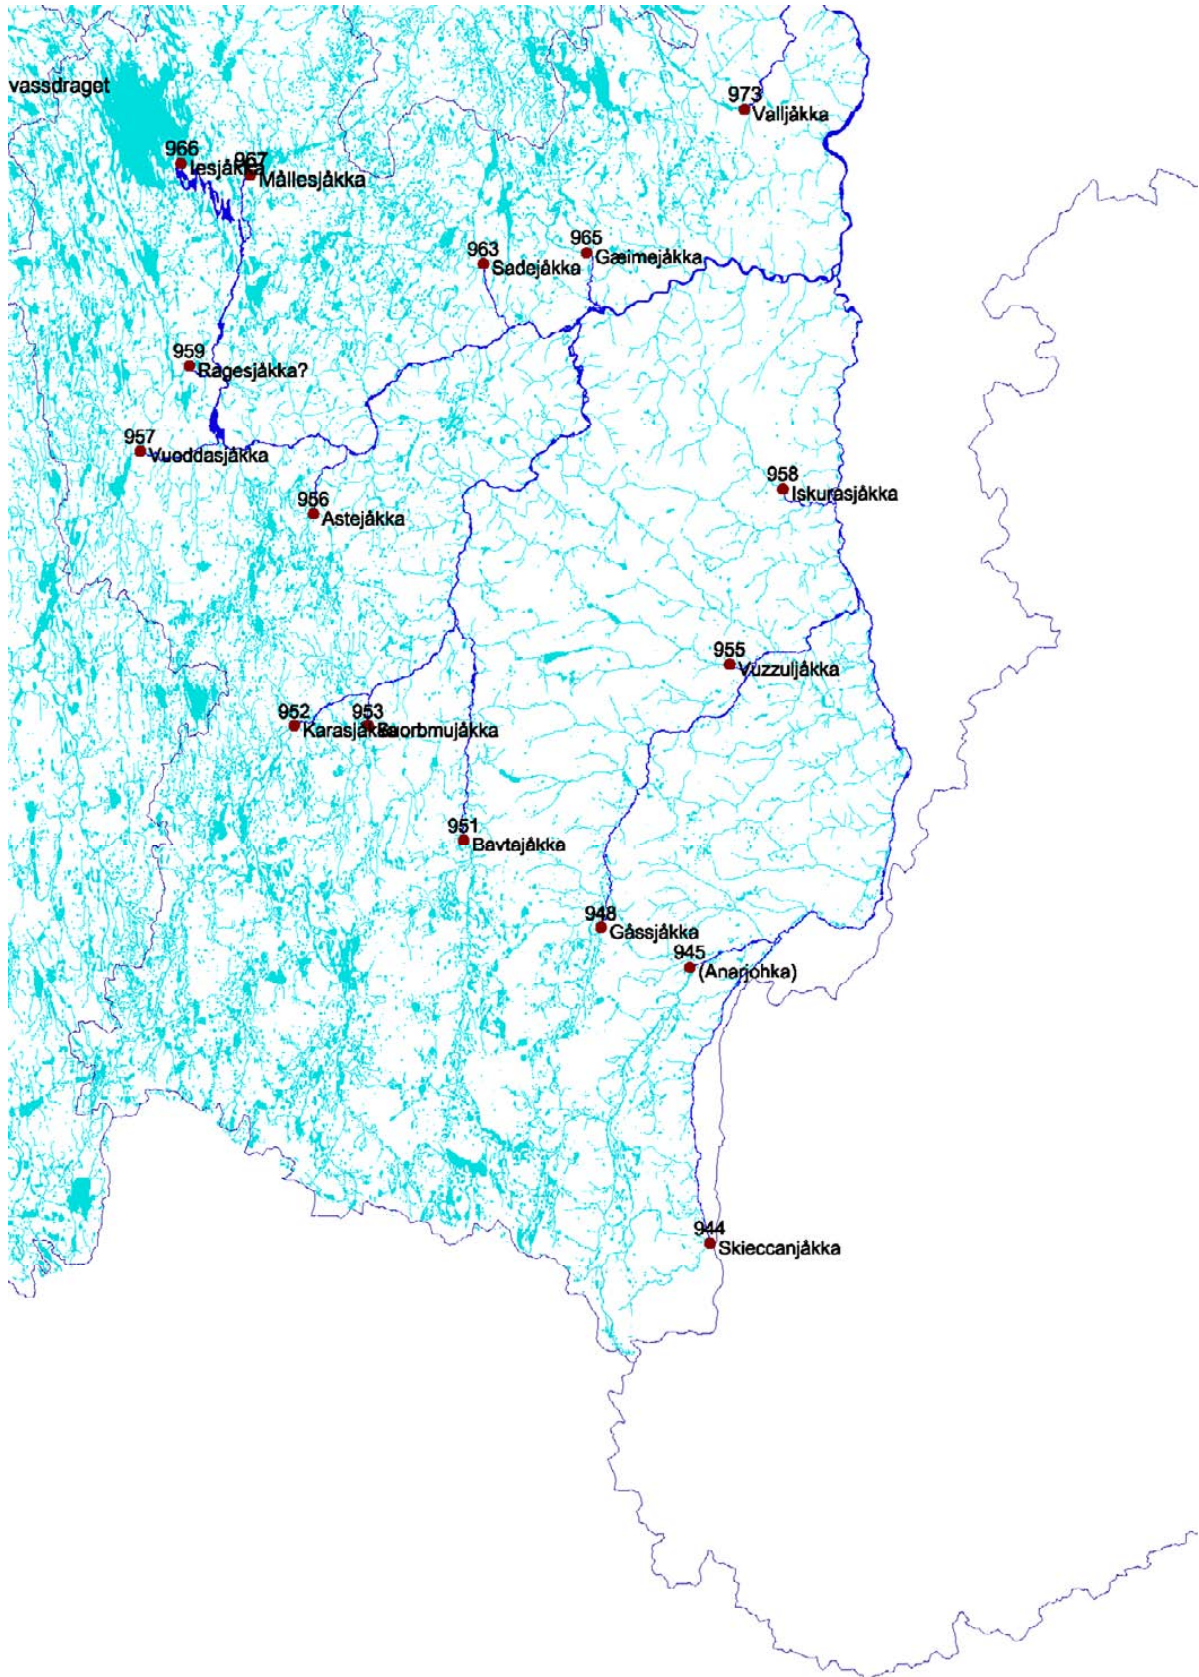 vassdraget
973
Valljåkka
966
Iesjåkka
967
Mållesjåkka
963
Sadejåkka
965
Gæimejåkka
959
Ragesjåkka?
957
Vuoddasjåkka
956
Astejåkka
958
Iskurasjåkka
955
Vuzzuljåkka
952
Karasjåkka
953
Suorbmujåkka
951
Bavtajåkka
948
Gåssjåkka
945
(Anarjohka)
944
Skieccanjåkka